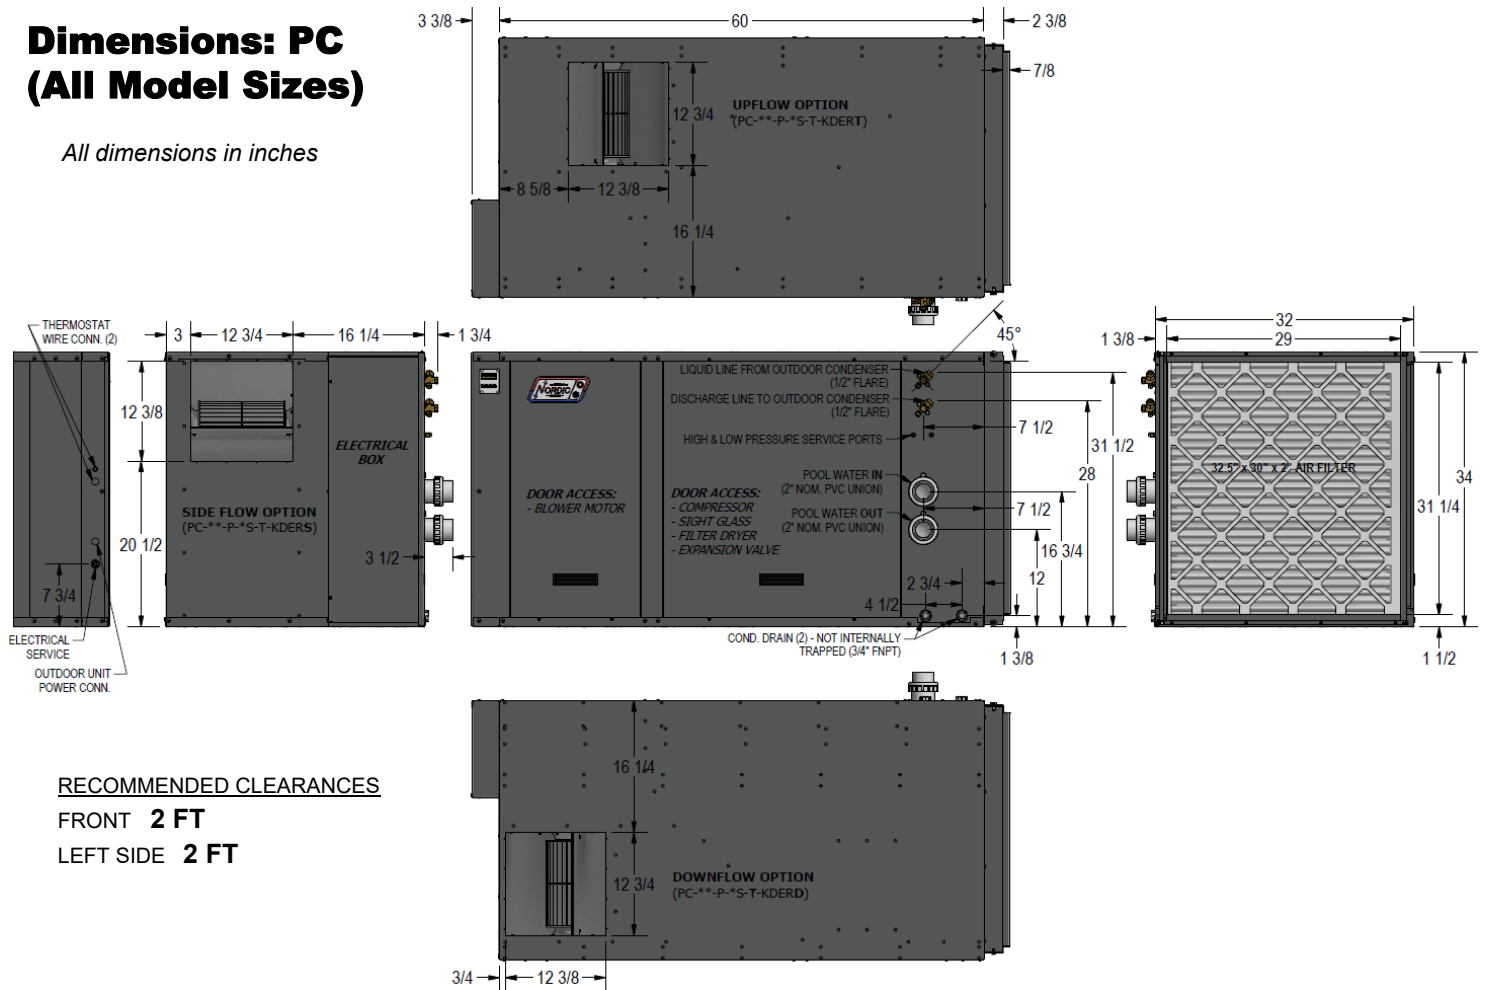 Dimensions: PC
(All Model Sizes)
All dimensions in inches
3 3/8
60
2 3/8
7/8
12 3/4
UPFLOW OPTION
(PC-**-P-*S-T-KDERT)
8 5/8
12 3/8
16 1/4
THERMOSTAT
WIRE CONN. (2)
3
12 3/4
16 1/4
1 3/4
12 3/8
ELECTRICAL
BOX
SIDE FLOW OPTION
(PC-**-P-*S-T-KDERS)
20 1/2
3 1/2
7 3/4
ELECTRICAL
SERVICE
OUTDOOR UNIT
POWER CONN.
NORDIC
45°
LIQUID LINE FROM OUTDOOR CONDENSER
(1/2" FLARE)
DISCHARGE LINE TO OUTDOOR CONDENSER
(1/2" FLARE)
HIGH & LOW PRESSURE SERVICE PORTS
7 1/2
31 1/2
28
POOL WATER IN
(2" NOM. PVC UNION)
POOL WATER OUT
(2" NOM. PVC UNION)
7 1/2
16 3/4
12
DOOR ACCESS:
- BLOWER MOTOR
DOOR ACCESS:
- COMPRESSOR
- SIGHT GLASS
- FILTER DRYER
- EXPANSION VALVE
2 3/4
4 1/2
COND. DRAIN (2) - NOT INTERNALLY
TRAPPED (3/4" FNPT)
1 3/8
32
1 3/8
29
32.5" x 30" x 2" AIR FILTER
34
31 1/4
1 1/2
16 1/4
12 3/4
DOWNFLOW OPTION
(PC-**-P-*S-T-KDERD)
3/4
12 3/8
RECOMMENDED CLEARANCES
FRONT 2 FT
LEFT SIDE 2 FT